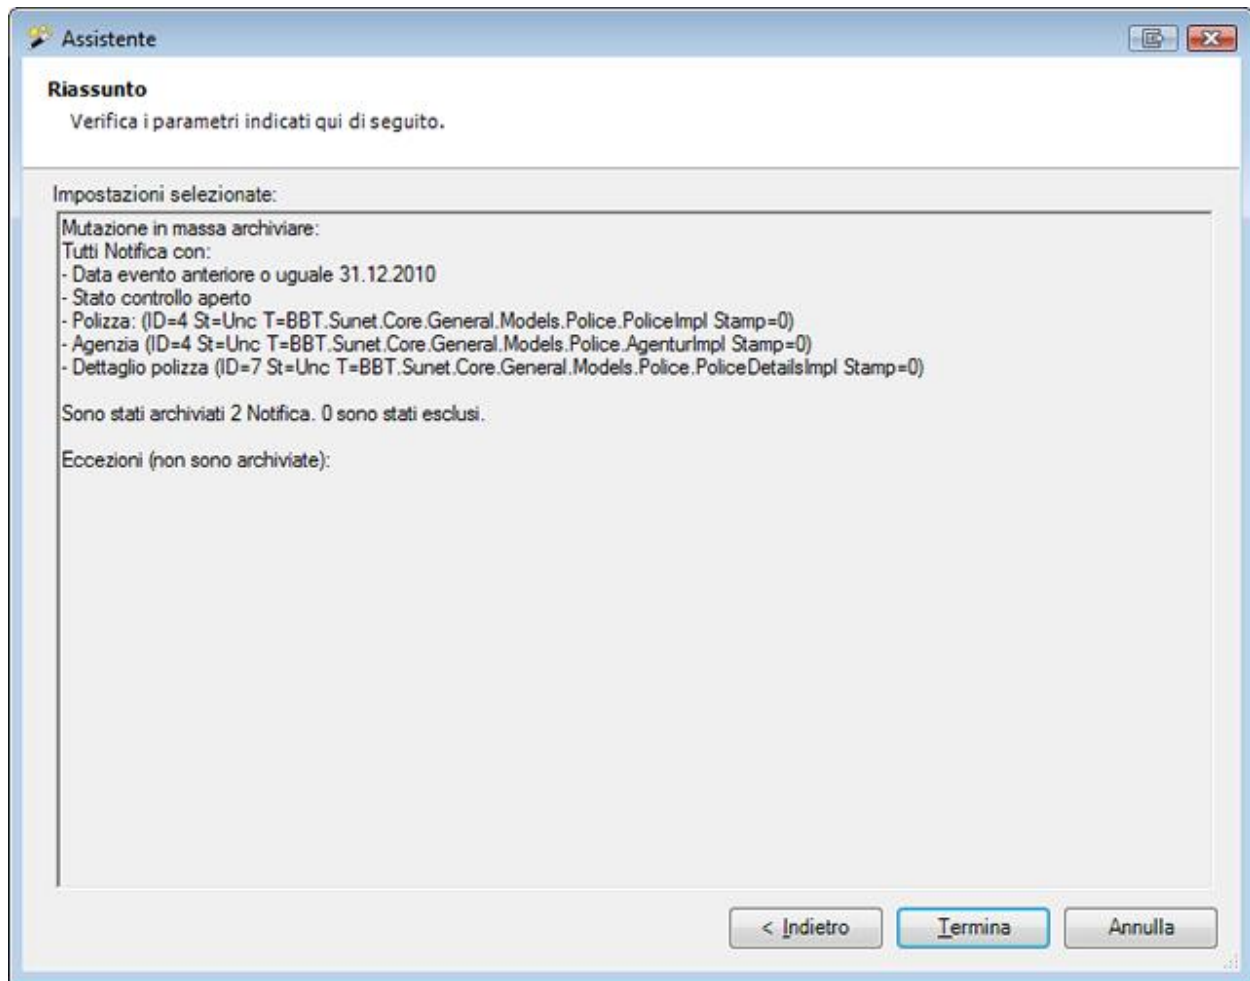 Assistente
Riassunto
Verifica i parametri indicati qui di seguito.
Impostazioni selezionate:
Mutazione in massa archiviare:
Tutti Notifica con:
- Data evento anteriore o uguale 31.12.2010
- Stato controllo aperto
- Polizza: (ID=4 St=Unc T=BBT.Sunet.Core.General.Models.Police.PoliceImpl Stamp=0)
- Agenzia (ID=4 St=Unc T=BBT.Sunet.Core.General.Models.Police.AgenturImpl Stamp=0)
- Dettaglio polizza (ID=7 St=Unc T=BBT.Sunet.Core.General.Models.Police.PoliceDetailsImpl Stamp=0)
Sono stati archiviati 2 Notifica. 0 sono stati esclusi.
Eccezioni (non sono archiviate):
< Indietro Termina Annulla